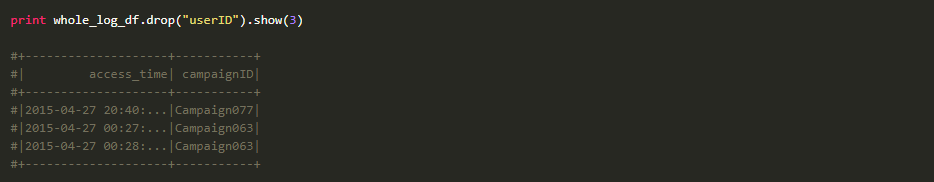 print whole_log_df.drop("userID").show(3)
#+--------------------+-----------+
#|         access_time| campaignID|
#+--------------------+-----------+
#|2015-04-27 20:40:...|Campaign077|
#|2015-04-27 00:27:...|Campaign063|
#|2015-04-27 00:28:...|Campaign063|
#+--------------------+-----------+